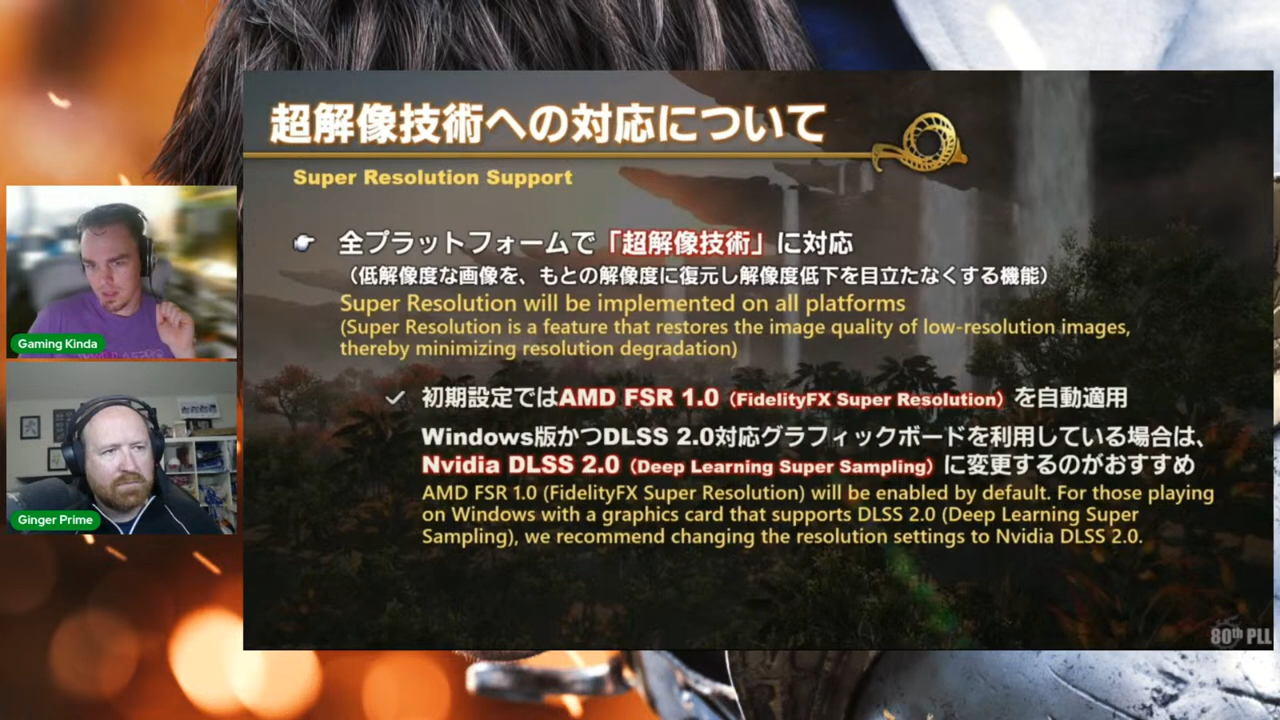 超解像技術への対応について
Super Resolution Support
全プラットフォームで「超解像技術」に対応
（低解像度な画像を、もとの解像度に復元し解像度低下を目立たなくする機能）
Super Resolution will be implemented on all platforms
(Super Resolution is a feature that restores the image quality of low-resolution images,
thereby minimizing resolution degradation)
初期設定ではAMD FSR 1.0（FidelityFX Super Resolution）を自動適用
Windows版かつDLSS 2.0対応グラフィックボードを利用している場合は、
Nvidia DLSS 2.0（Deep Learning Super Sampling）に変更するのがおすすめ
AMD FSR 1.0 (FidelityFX Super Resolution) will be enabled by default. For those playing
on Windows with a graphics card that supports DLSS 2.0 (Deep Learning Super
Sampling), we recommend changing the resolution settings to Nvidia DLSS 2.0.
80th PLL
Gaming Kinda
Ginger Prime